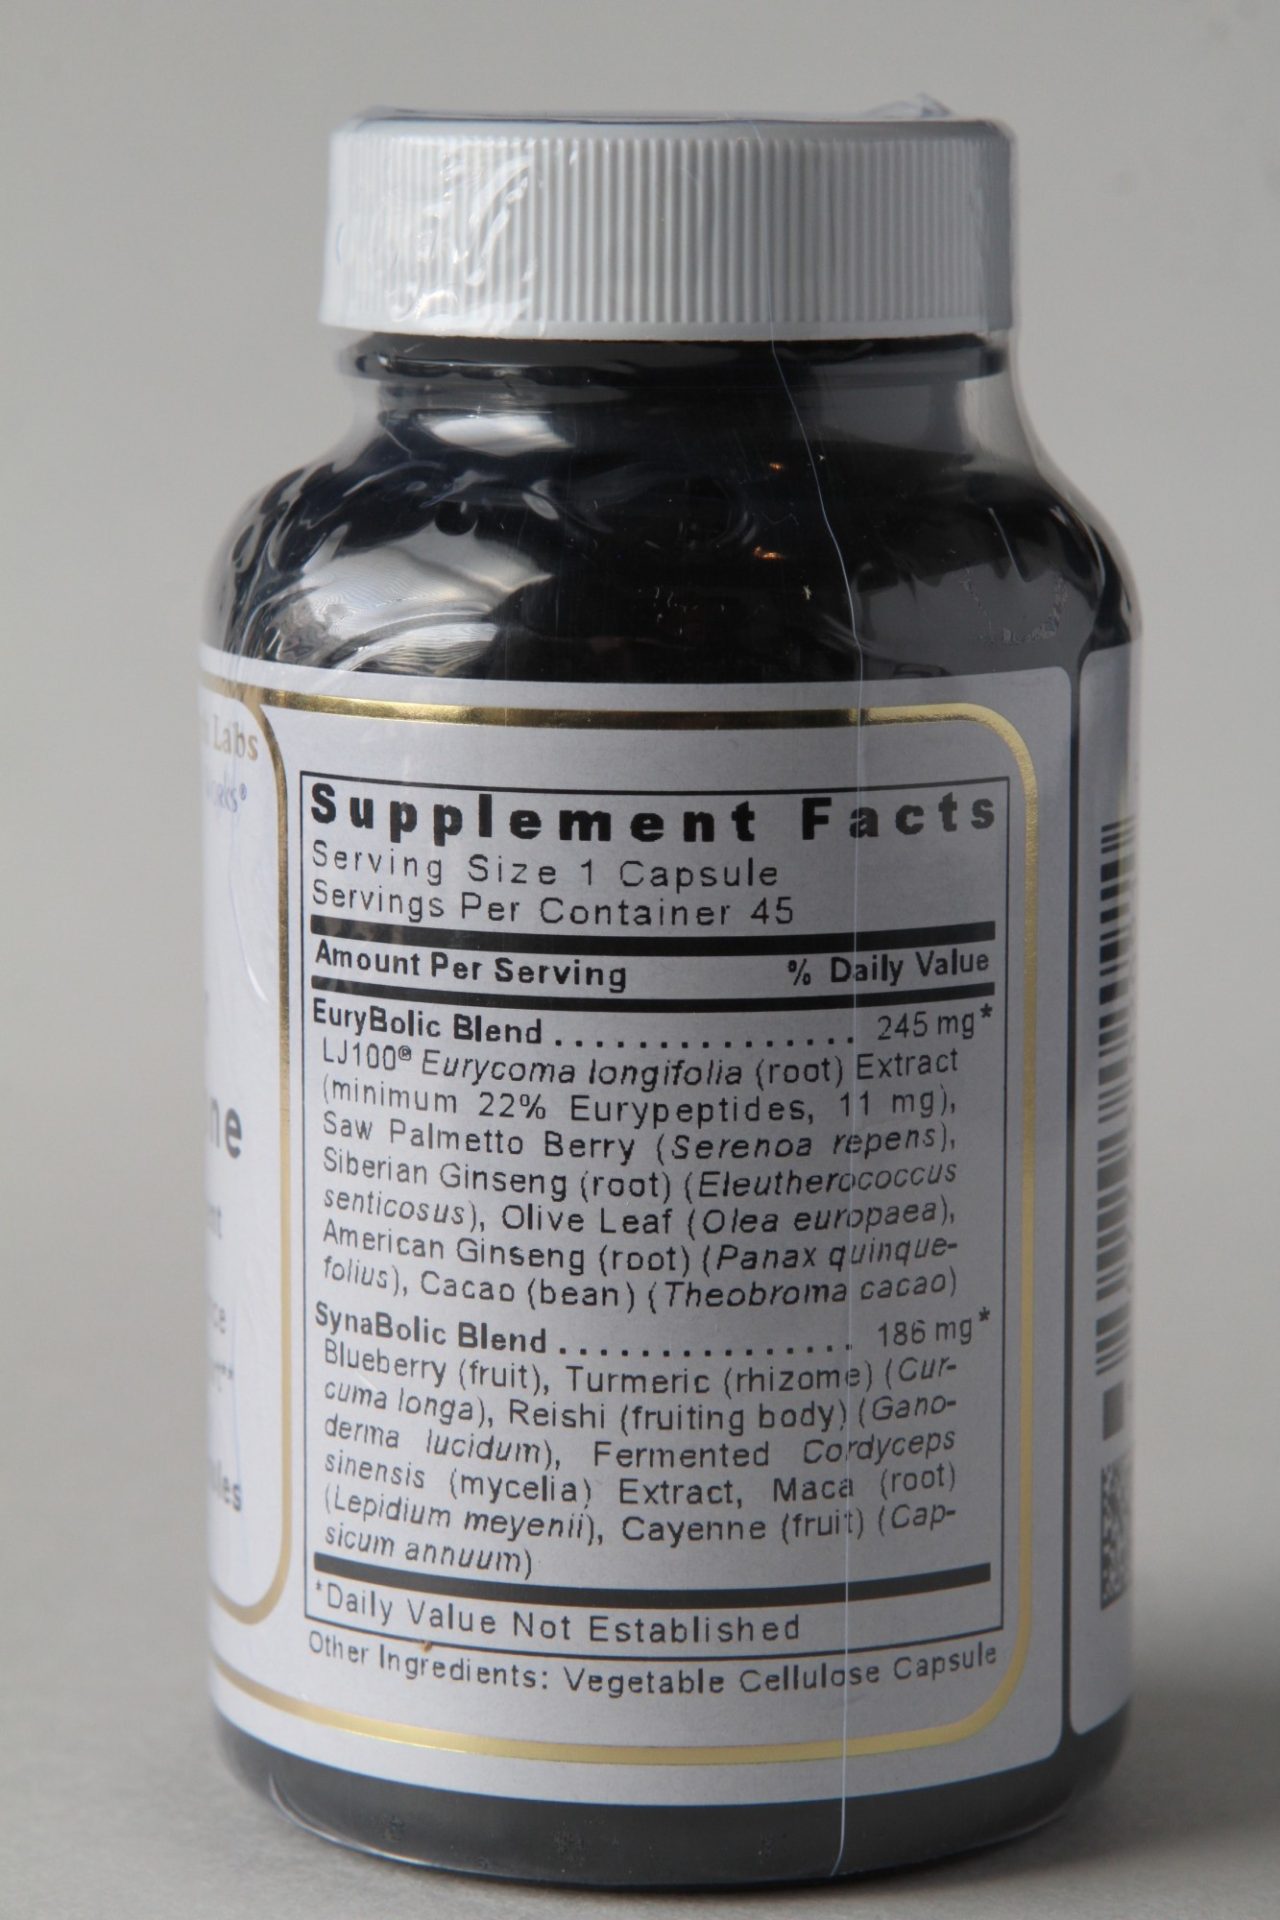 Labs
Supplement Facts
Serving Size 1 Capsule
Servings Per Container 45
Amount Per Serving % Daily Value
EuryBolic Blend ................ 245 mg*
LJ100® Eurycoma longifolia (root) Extract
(minimum 22% Eurypeptides, 11 mg),
Saw Palmetto Berry (Serenoa repens),
Siberian Ginseng (root) (Eleutherococcus
senticosus), Olive Leaf (Olea europaea),
American Ginseng (root) (Panax quinque-
folius), Cacao (bean) (Theobroma cacao)
SynaBolic Blend ................ 186 mg*
Blueberry (fruit), Turmeric (rhizome) (Cur-
cuma longa), Reishi (fruiting body) (Gano-
derma lucidum), Fermented Cordyceps
sinensis (mycelia) Extract, Maca (root)
(Lepidium meyenii), Cayenne (fruit) (Cap-
sicum annuum)
*Daily Value Not Established
Other Ingredients: Vegetable Cellulose Capsule